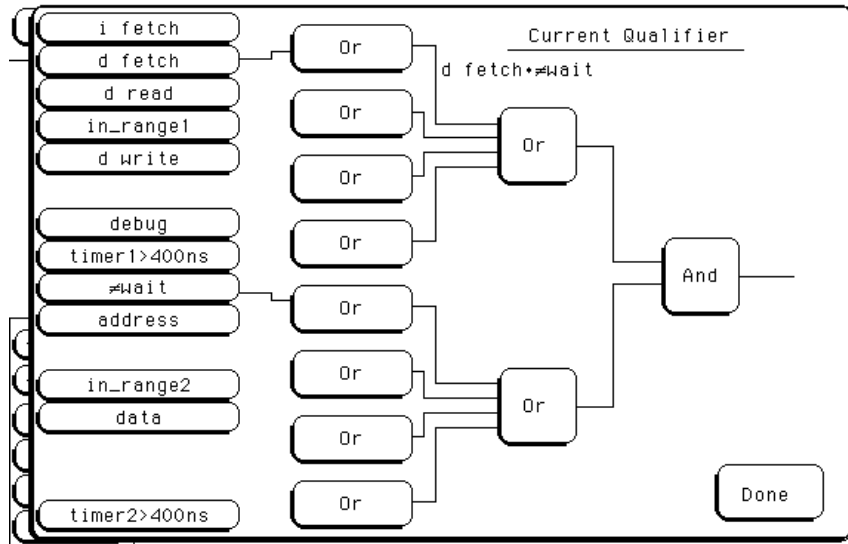 i fetch
d fetch
d read
in_range1
d write
debug
timer1>400ns
≠wait
address
in_range2
data
timer2>400ns
Or
Or
Or
Or
Or
Or
Or
Or
Or
Or
And
Current Qualifier
d fetch•≠wait
Done